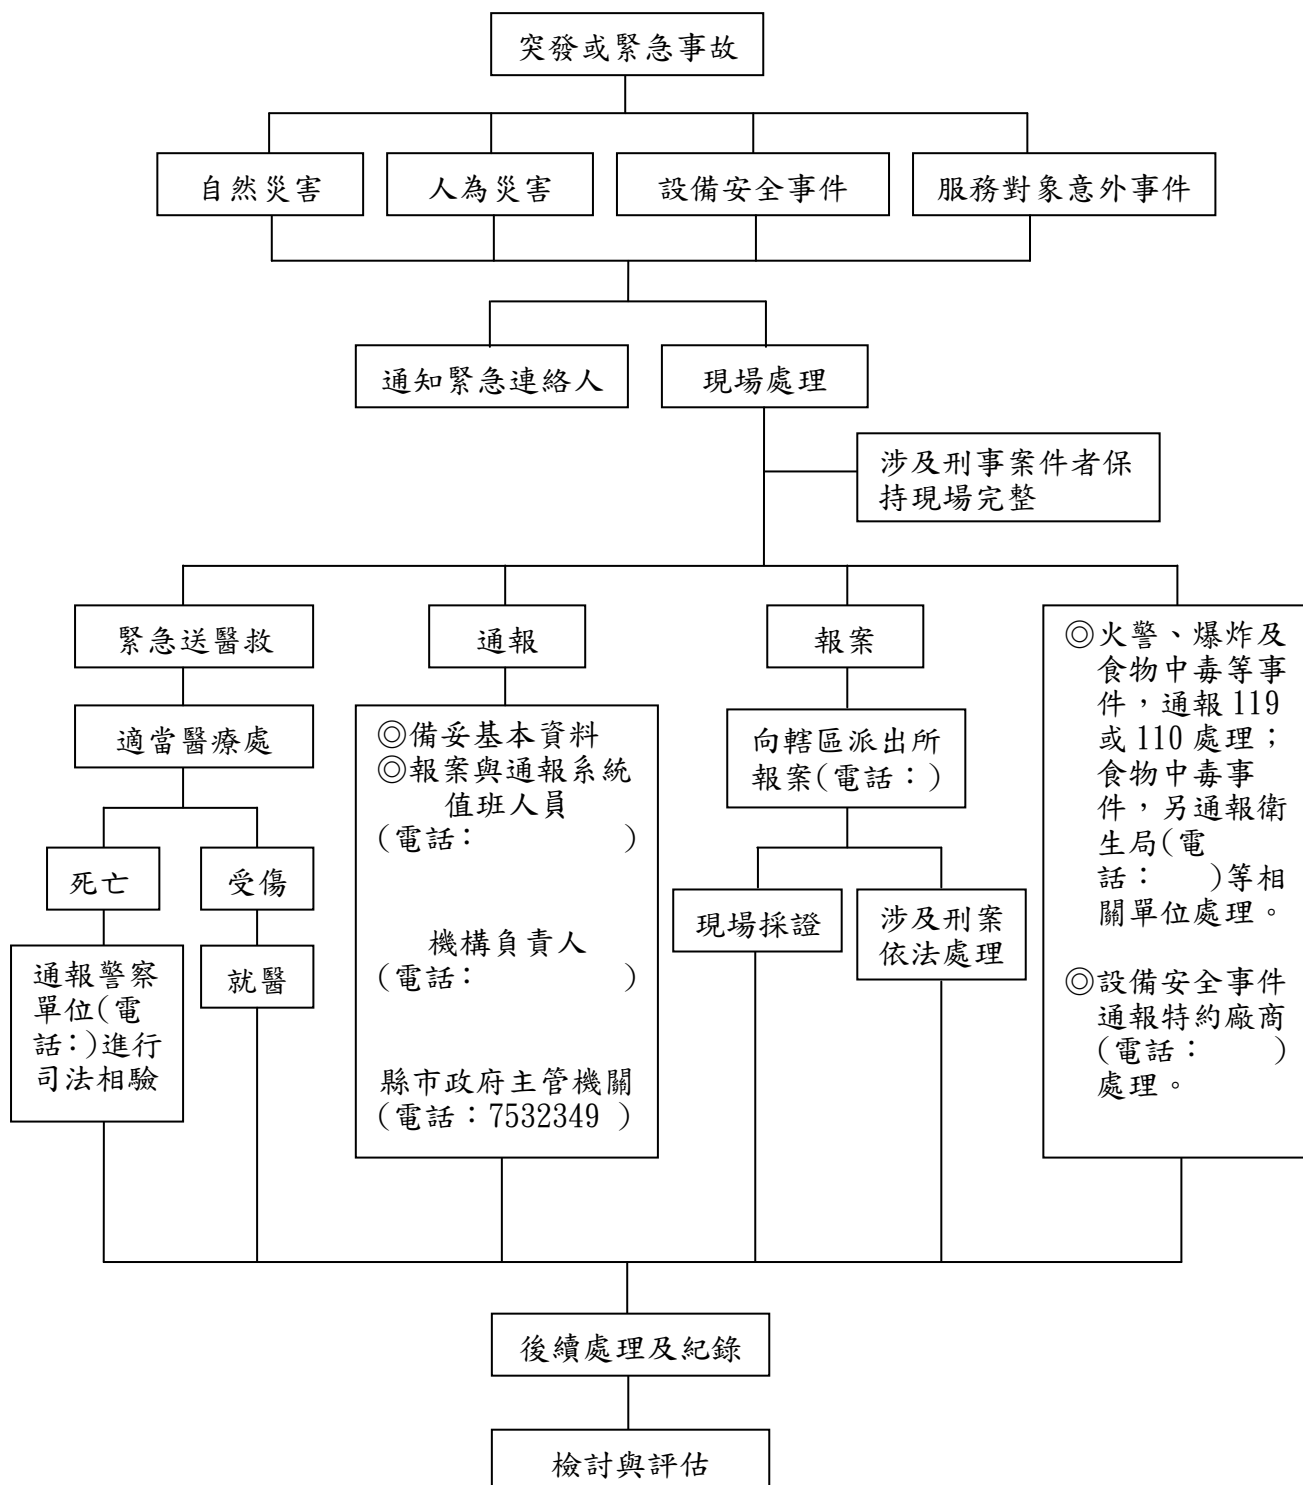 突發或緊急事故
自然災害
人為災害
設備安全事件
服務對象意外事件
通知緊急連絡人
現場處理
涉及刑事案件者保
持現場完整
緊急送醫救
適當醫療處
死亡
受傷
通報警察
單位(電
話：)進行
司法相驗
就醫
通報
◎備妥基本資料
◎報案與通報系統
值班人員
(電話： )
機構負責人
(電話： )
縣市政府主管機關
(電話：7532349 )
報案
向轄區派出所
報案(電話：)
現場採證
涉及刑案
依法處理
◎火警、爆炸及
食物中毒等事
件，通報 119
或 110 處理；
食物中毒事
件，另通報衛
生局(電
話： )等相
關單位處理。
◎設備安全事件
通報特約廠商
(電話： )
處理。
後續處理及紀錄
檢討與評估